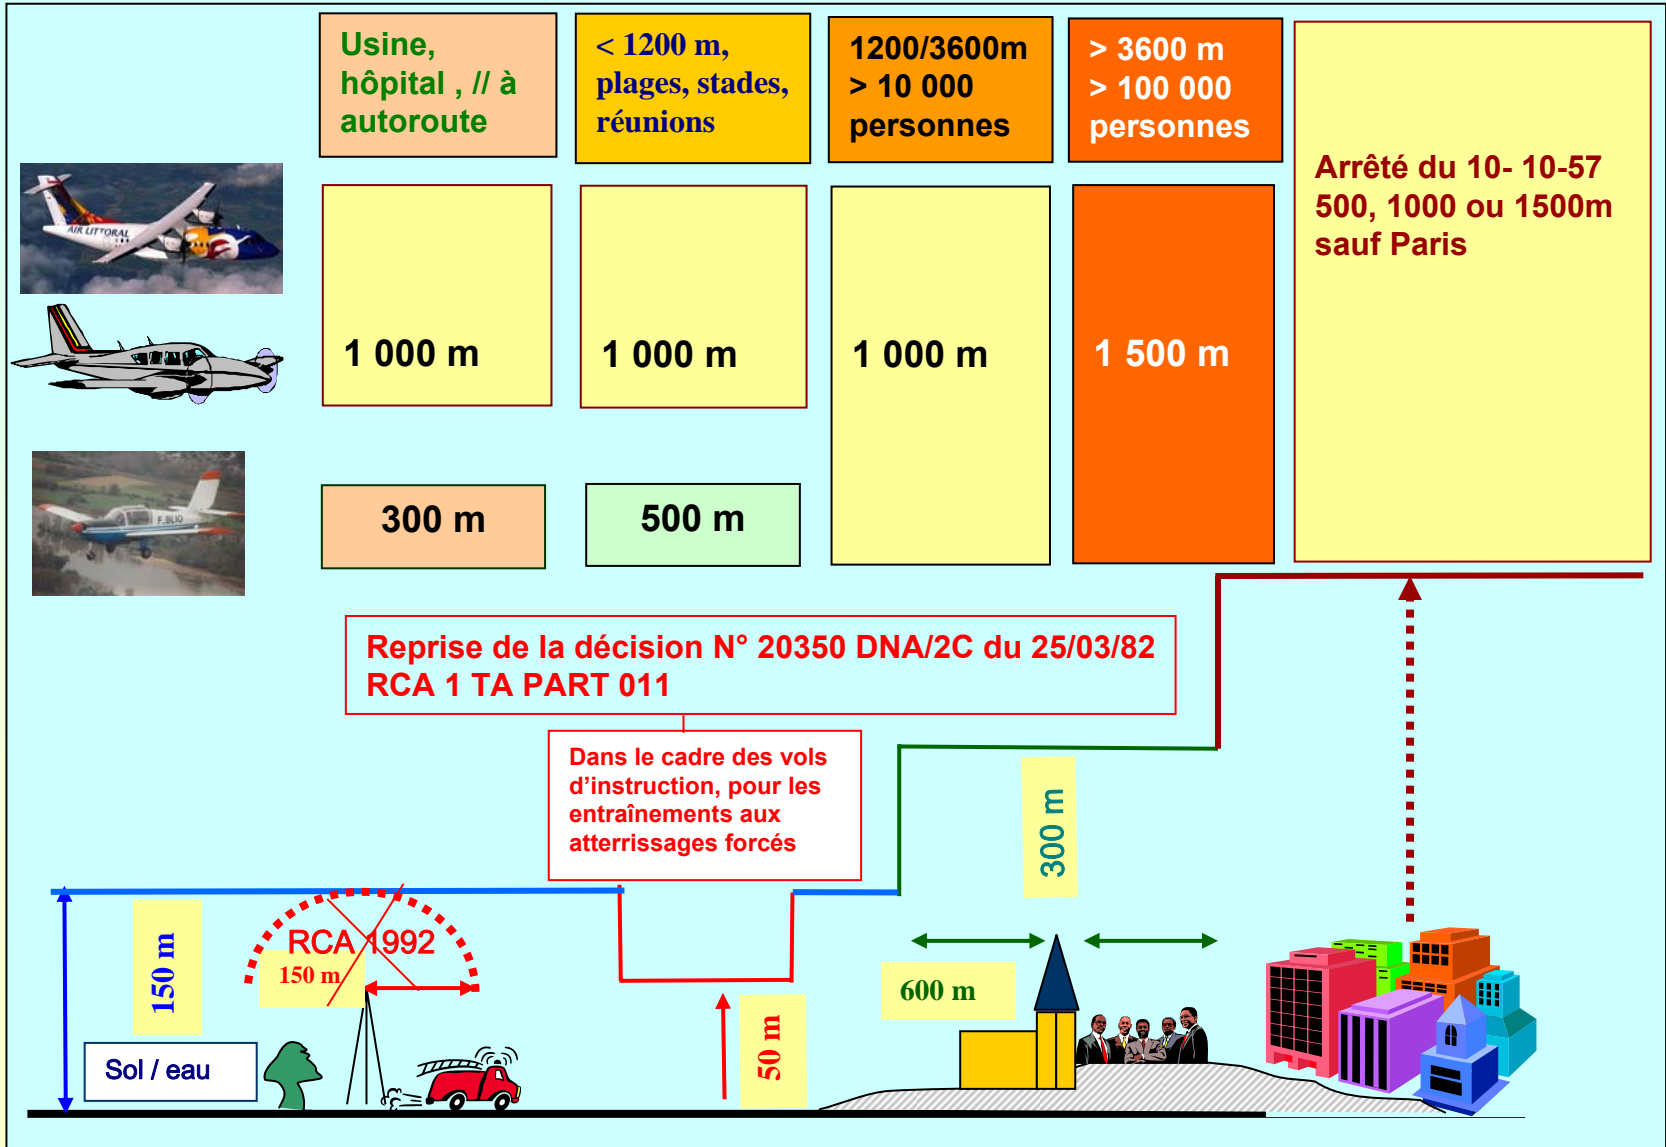 Usine,
hôpital , // à
autoroute
< 1200 m,
plages, stades,
réunions
1200/3600m
> 10 000
personnes
> 3600 m
> 100 000
personnes
Arrêté du 10- 10-57
500, 1000 ou 1500m
sauf Paris
AIR LITTORAL
1 000 m
1 000 m
1 000 m
1 500 m
F.BLIO
300 m
500 m
Reprise de la décision N° 20350 DNA/2C du 25/03/82
RCA 1 TA PART 011
Dans le cadre des vols
d’instruction, pour les
entraînements aux
atterrissages forcés
300 m
150 m
RCA 1992
150 m
600 m
50 m
Sol / eau